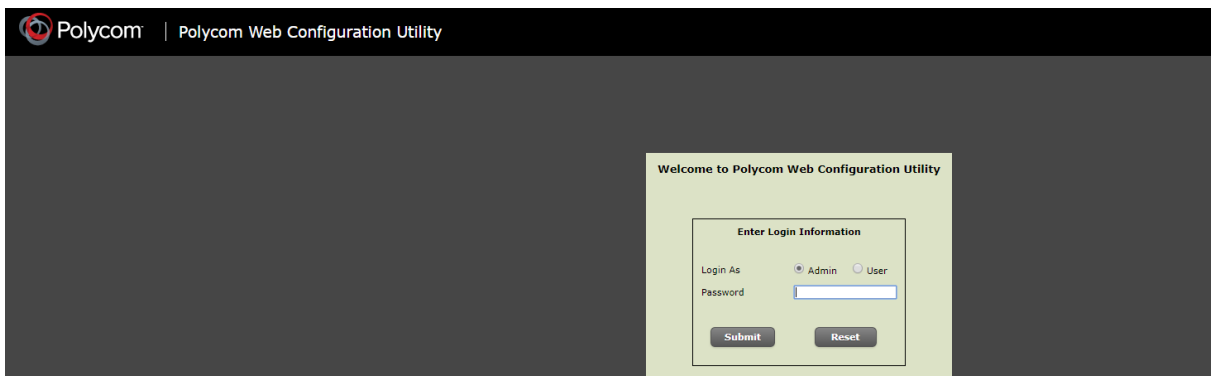 Polycom | Polycom Web Configuration Utility
Welcome to Polycom Web Configuration Utility
Enter Login Information
Login As Admin User
Password
Submit Reset